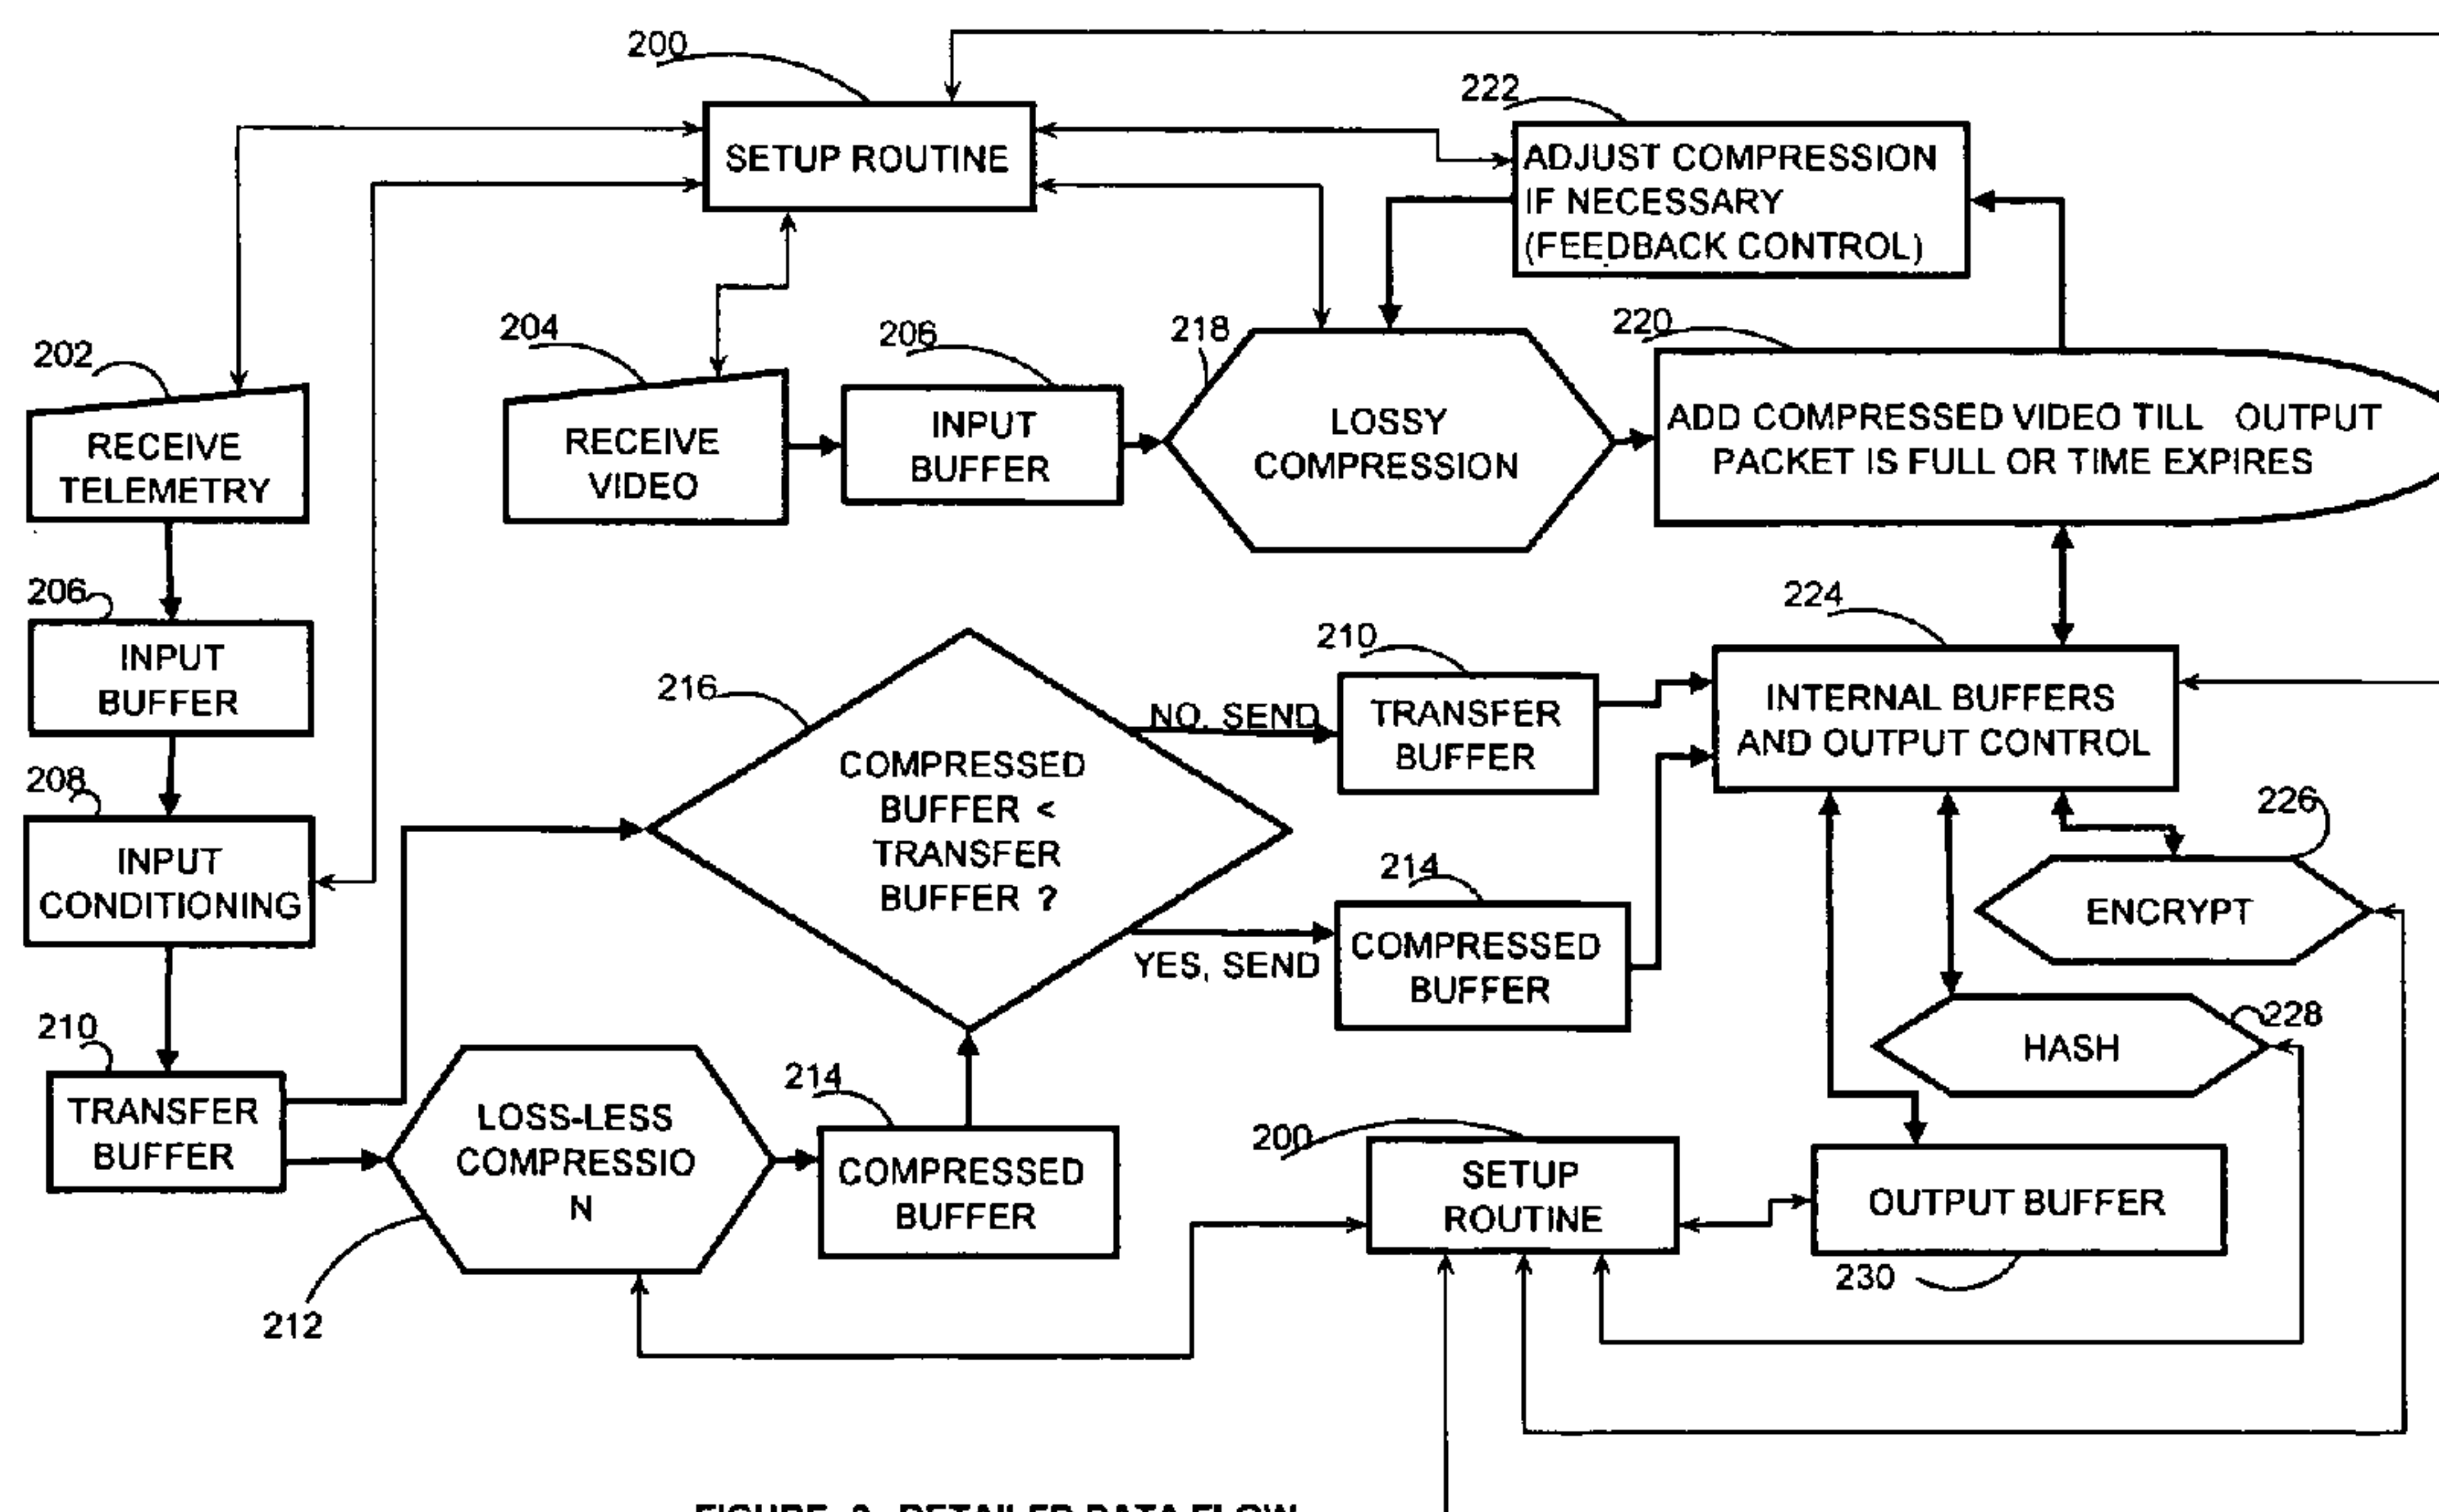 200
SETUP ROUTINE
222
ADJUST COMPRESSION
IF NECESSARY
(FEEDBACK CONTROL)
202
RECEIVE
TELEMETRY
204
RECEIVE
VIDEO
206
INPUT
BUFFER
218
LOSSY
COMPRESSION
220
ADD COMPRESSED VIDEO TILL OUTPUT
PACKET IS FULL OR TIME EXPIRES
206
INPUT
BUFFER
208
INPUT
CONDITIONING
210
TRANSFER
BUFFER
212
LOSS-LESS
COMPRESSIO
N
214
COMPRESSED
BUFFER
216
COMPRESSED
BUFFER <
TRANSFER
BUFFER ?
NO, SEND
YES, SEND
210
TRANSFER
BUFFER
214
COMPRESSED
BUFFER
224
INTERNAL BUFFERS
AND OUTPUT CONTROL
226
ENCRYPT
228
HASH
200
SETUP
ROUTINE
OUTPUT BUFFER
230
DETAILED DATA FLOW